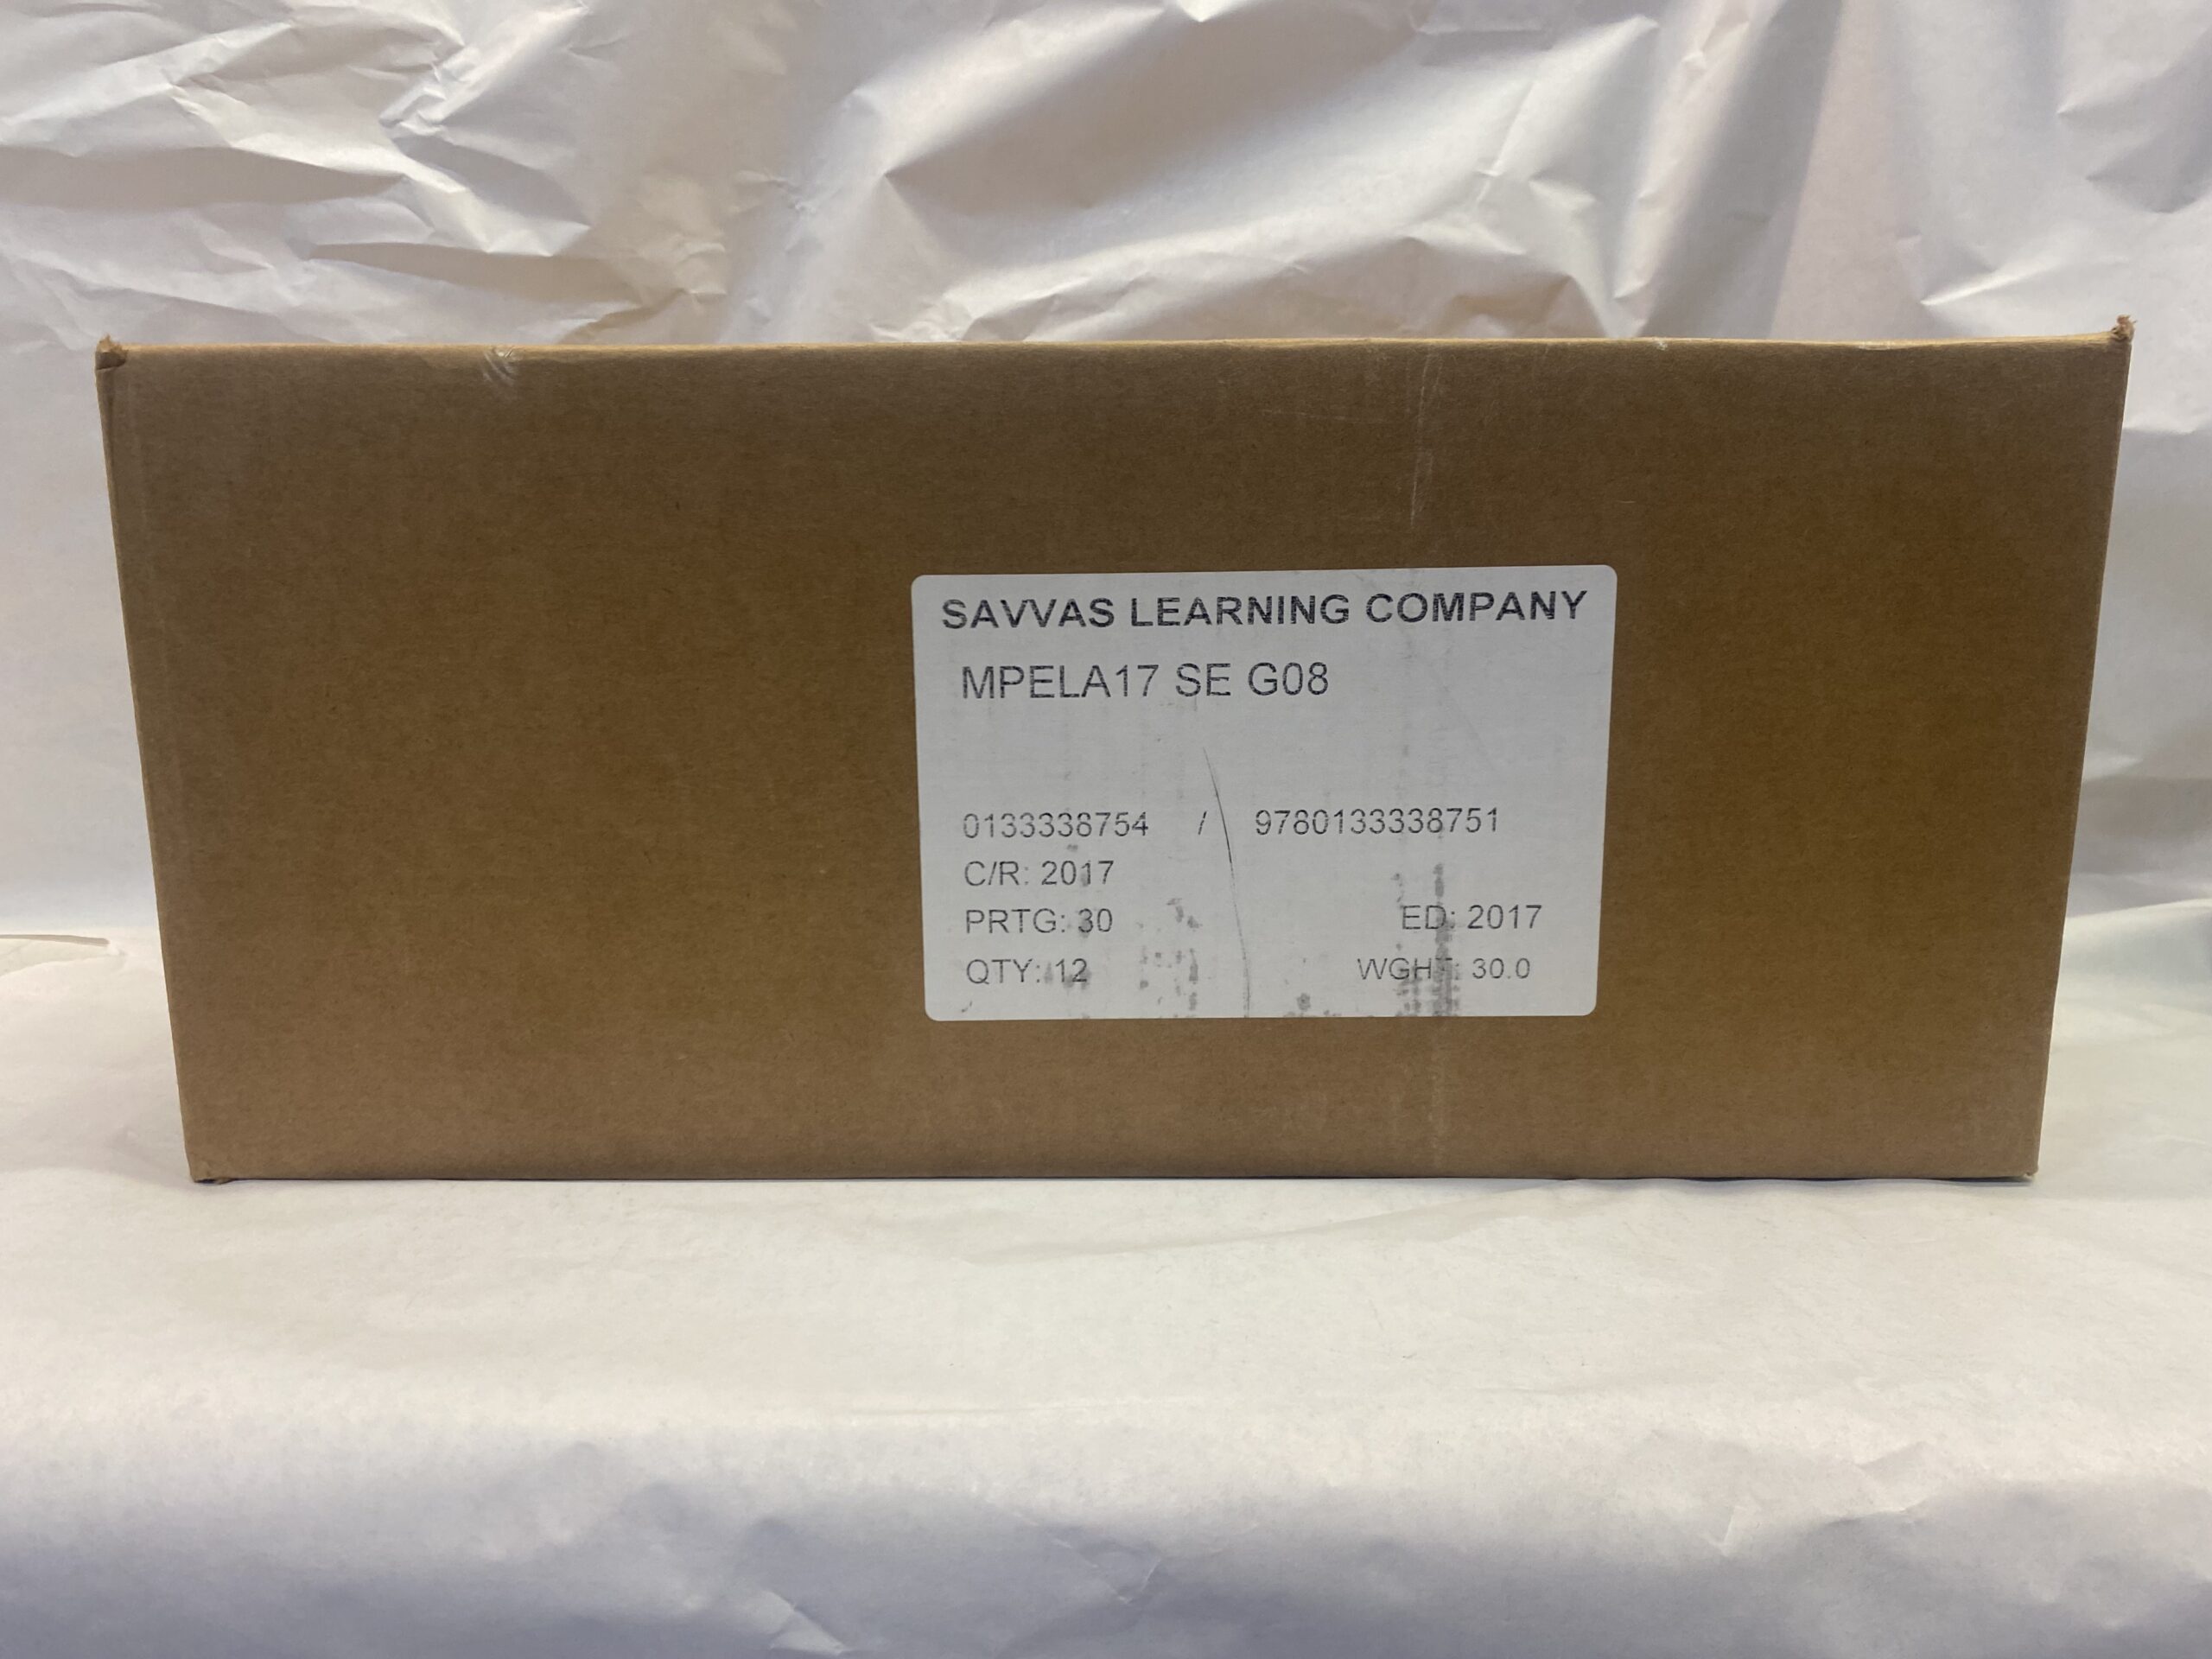 SAVVAS LEARNING COMPANY
MPELA17 SE G08
0133338754 / 9780133338751
C/R: 2017
PRTG: 30 ED: 2017
QTY: 12 WGHT: 30.0